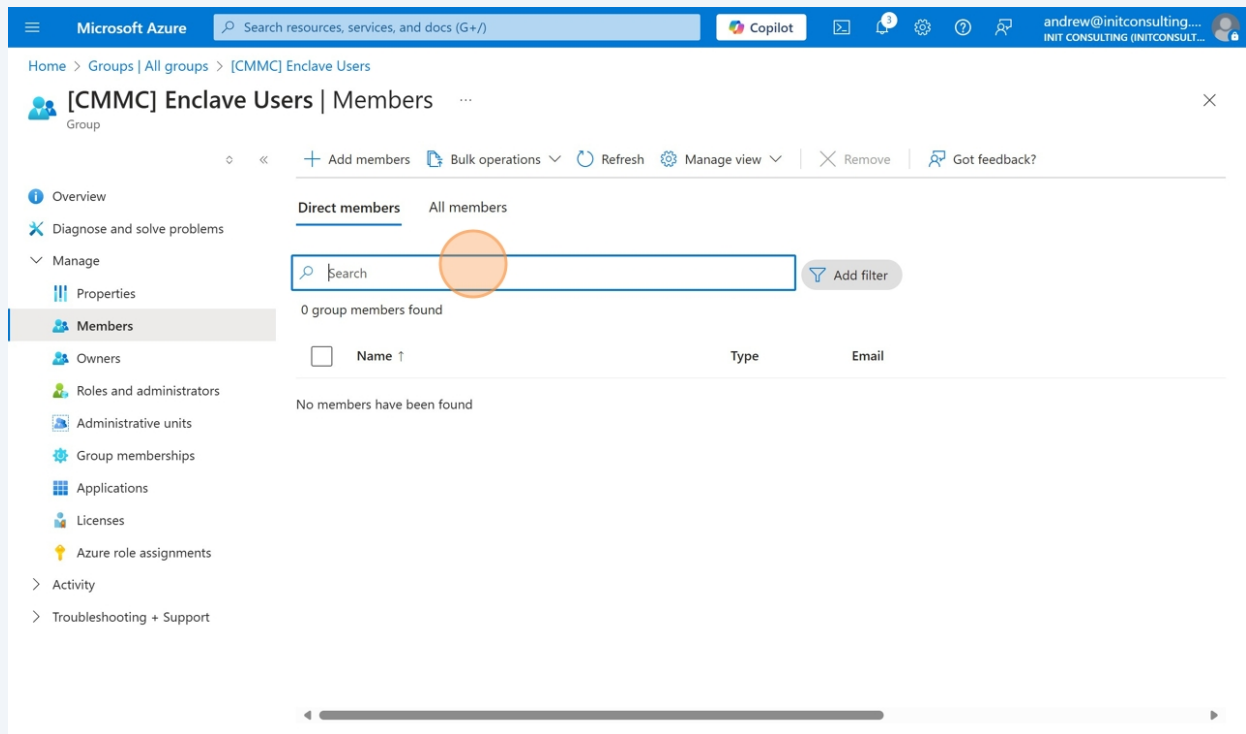 Microsoft Azure
Search resources, services, and docs (G+/)
Copilot
3
andrew@initconsulting....
INIT CONSULTING (INITCONSULT...
Home > Groups | All groups > [CMMC] Enclave Users
[CMMC] Enclave Users | Members ...
Group
Add members
Bulk operations
Refresh
Manage view
Remove
Got feedback?
Overview
Diagnose and solve problems
Manage
Properties
Members
Owners
Roles and administrators
Administrative units
Group memberships
Applications
Licenses
Azure role assignments
Activity
Troubleshooting + Support
Direct members
All members
Search
Add filter
0 group members found
Name ↑
Type
Email
No members have been found